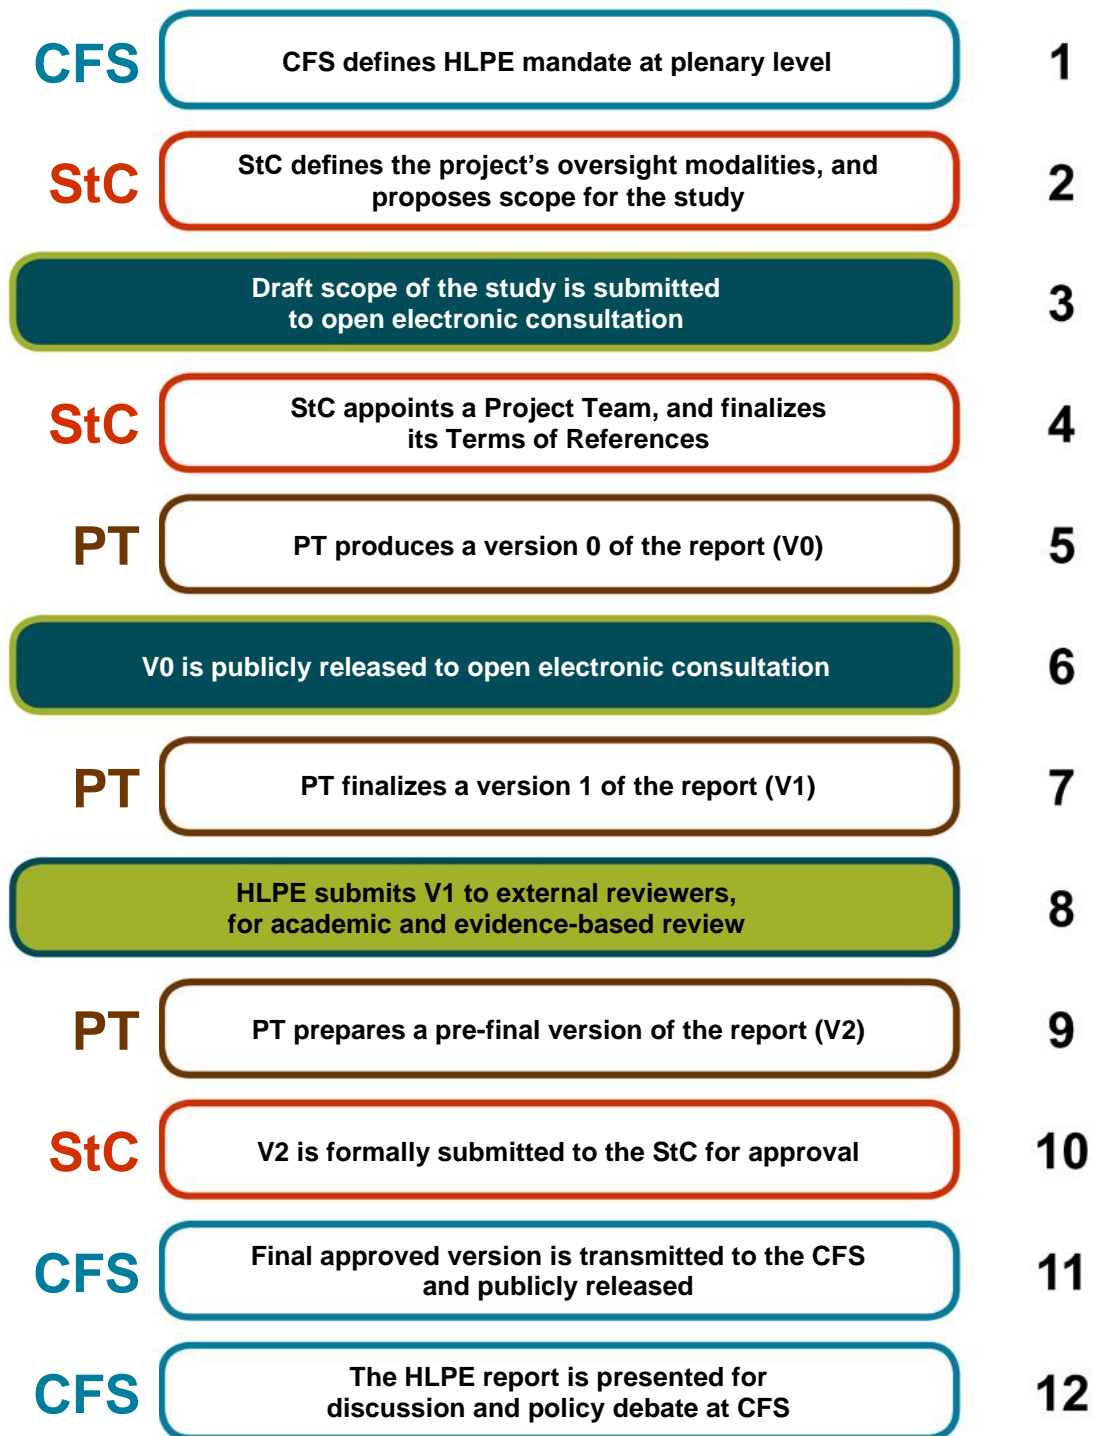 CFS
CFS defines HLPE mandate at plenary level
1
StC
StC defines the project's oversight modalities, and
proposes scope for the study
2
Draft scope of the study is submitted
to open electronic consultation
3
StC
StC appoints a Project Team, and finalizes
its Terms of References
4
PT
PT produces a version 0 of the report (V0)
5
V0 is publicly released to open electronic consultation
6
PT
PT finalizes a version 1 of the report (V1)
7
HLPE submits V1 to external reviewers,
for academic and evidence-based review
8
PT
PT prepares a pre-final version of the report (V2)
9
StC
V2 is formally submitted to the StC for approval
10
CFS
Final approved version is transmitted to the CFS
and publicly released
11
CFS
The HLPE report is presented for
discussion and policy debate at CFS
12